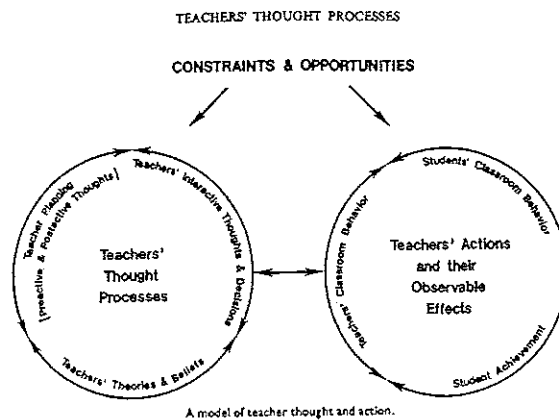 TEACHERS' THOUGHT PROCESSES
CONSTRAINTS & OPPORTUNITIES
Teacher Planning
[Preactive & Postactive Thoughts]
Teachers' Interactive Thoughts & Decisions
Teachers'
Thought
Processes
Teachers' Theories & Beliefs
Students' Classroom Behavior
Teachers' Classroom Behavior
Teachers' Actions
and their
Observable
Effects
Student Achievement
A model of teacher thought and action.